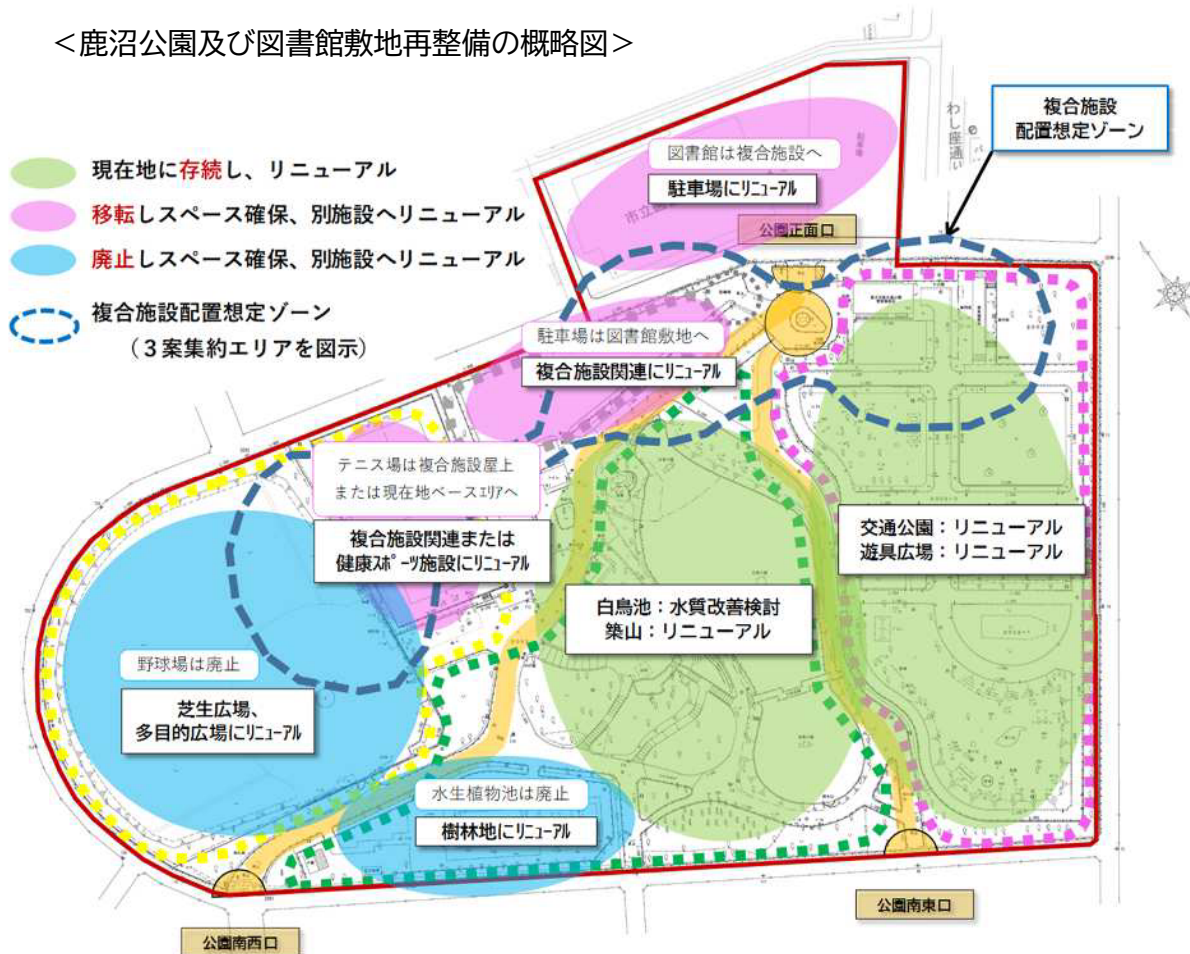 ＜鹿沼公園及び図書館敷地再整備の概略図＞
現在地に存続し、リニューアル
移転しスペース確保、別施設へリニューアル
廃止しスペース確保、別施設へリニューアル
複合施設配置想定ゾーン
（３案集約エリアを図示）
複合施設
配置想定ゾーン
わし座通り
図書館は複合施設へ
駐車場にリニューアル
公園正面口
駐車場は図書館敷地へ
複合施設関連にリニューアル
テニス場は複合施設屋上
または現在地ベースエリアへ
複合施設関連または
健康スポーツ施設にリニューアル
交通公園：リニューアル
遊具広場：リニューアル
白鳥池：水質改善検討
築山：リニューアル
野球場は廃止
芝生広場、
多目的広場にリニューアル
水生植物池は廃止
樹林地にリニューアル
公園南東口
公園南西口